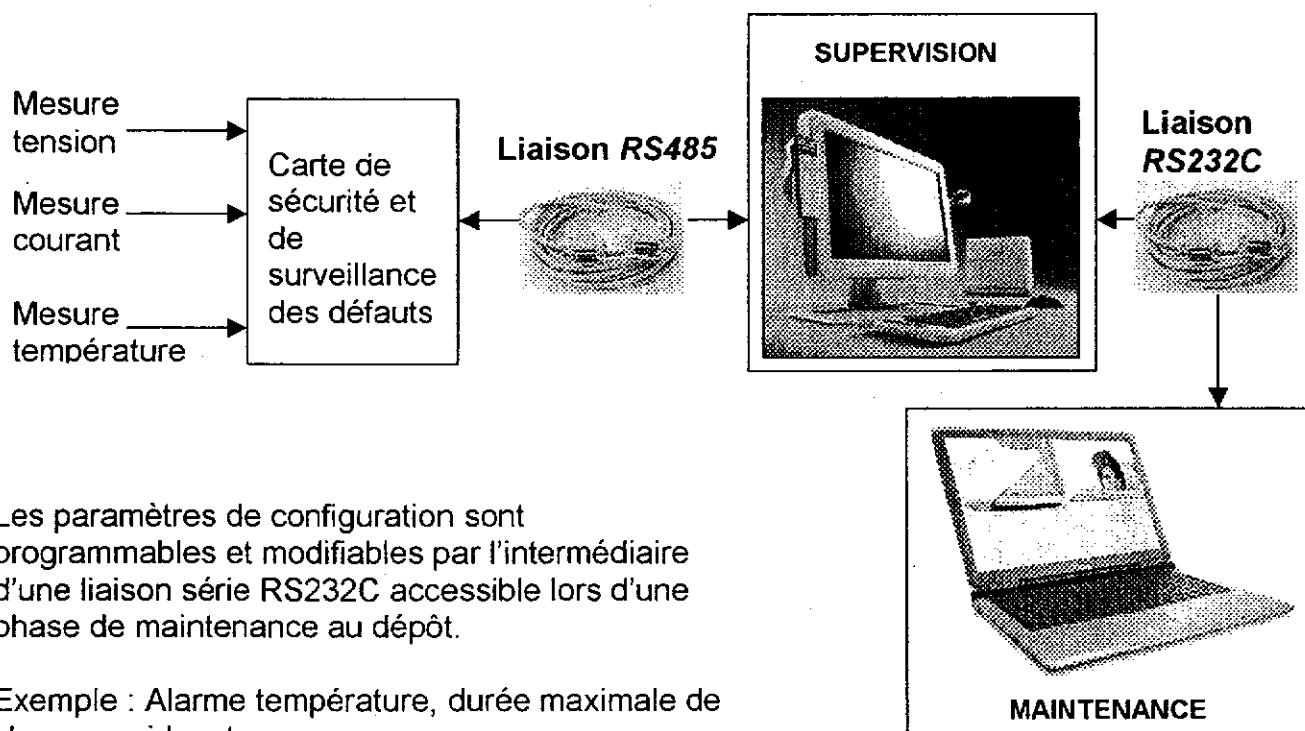 SUPERVISION
Mesure
tension
Mesure
courant
Mesure
température
Carte de
sécurité et
de
surveillance
des défauts
Liaison RS485
Liaison
RS232C
Les paramètres de configuration sont
programmables et modifiables par l'intermédiaire
d'une liaison série RS232C accessible lors d'une
phase de maintenance au dépôt.
Exemple : Alarme température, durée maximale de
MAINTENANCE